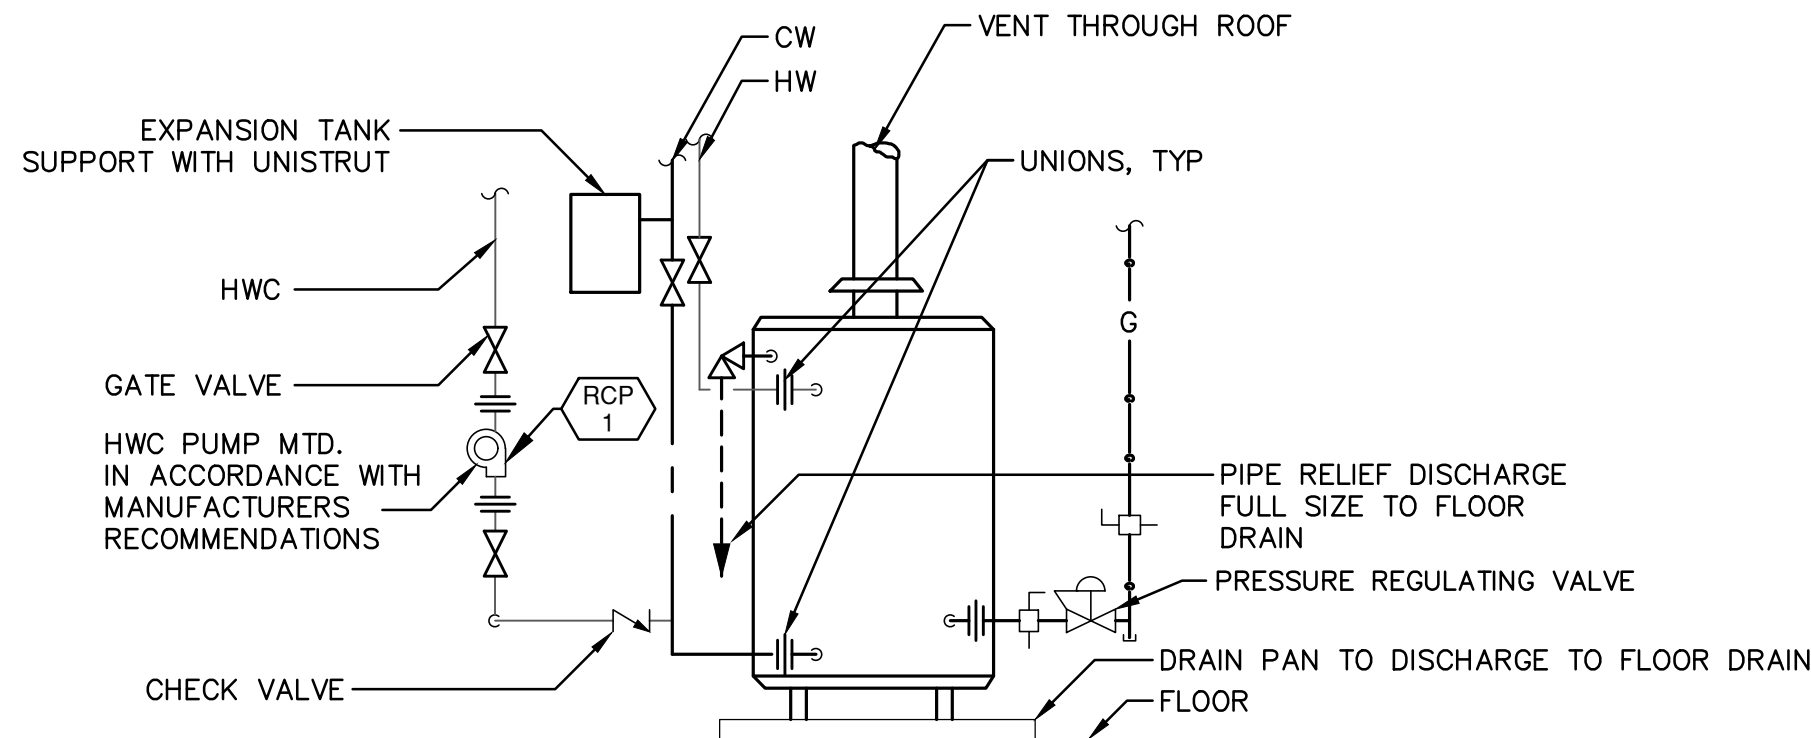 CW
VENT THROUGH ROOF
HW
EXPANSION TANK
SUPPORT WITH UNISTRUT
UNIONS, TYP
HWC
G
GATE VALVE
RCP
1
HWC PUMP MTD.
IN ACCORDANCE WITH
MANUFACTURERS
RECOMMENDATIONS
PIPE RELIEF DISCHARGE
FULL SIZE TO FLOOR
DRAIN
PRESSURE REGULATING VALVE
DRAIN PAN TO DISCHARGE TO FLOOR DRAIN
CHECK VALVE
FLOOR